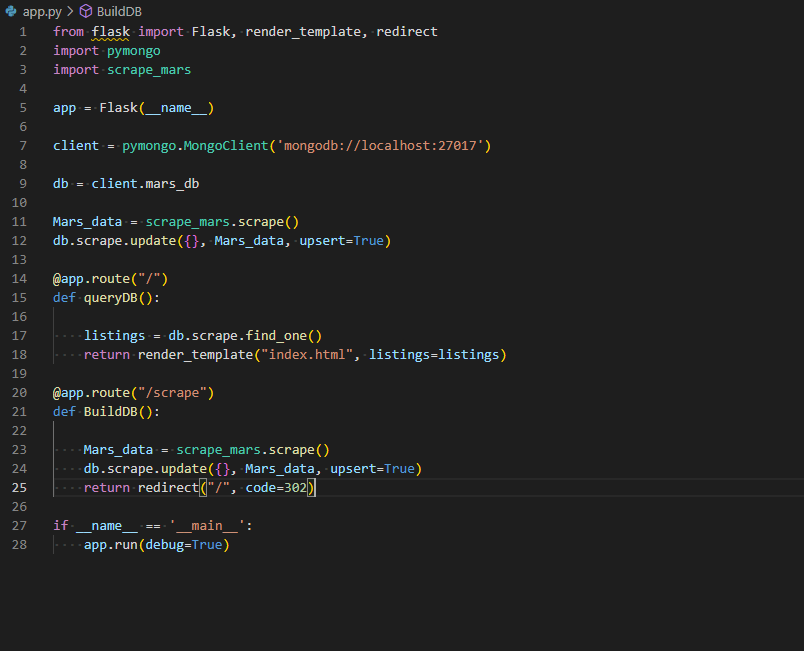 app.py > BuildDB
1 from flask import Flask, render_template, redirect
2 import pymongo
3 import scrape_mars
4
5 app = Flask(__name__)
6
7 client = pymongo.MongoClient('mongodb://localhost:27017')
8
9 db = client.mars_db
10
11 Mars_data = scrape_mars.scrape()
12 db.scrape.update({}, Mars_data, upsert=True)
13
14 @app.route("/")
15 def queryDB():
16
17     listings = db.scrape.find_one()
18     return render_template("index.html", listings=listings)
19
20 @app.route("/scrape")
21 def BuildDB():
22
23     Mars_data = scrape_mars.scrape()
24     db.scrape.update({}, Mars_data, upsert=True)
25     return redirect("/", code=302)
26
27 if __name__ == '__main__':
28     app.run(debug=True)